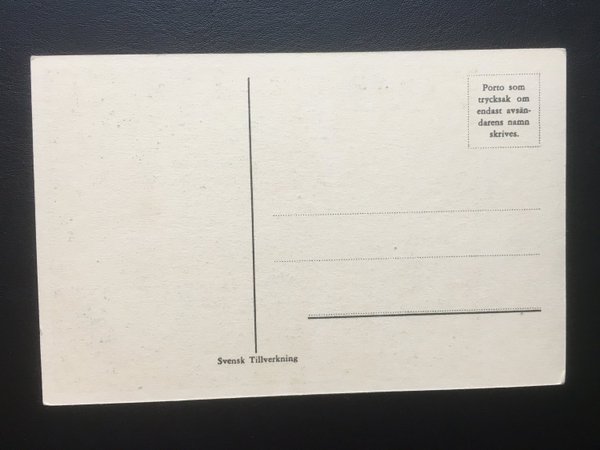 Porto som
trycksak om
endast avsän-
darens namn
skrives.
Svensk Tillverkning